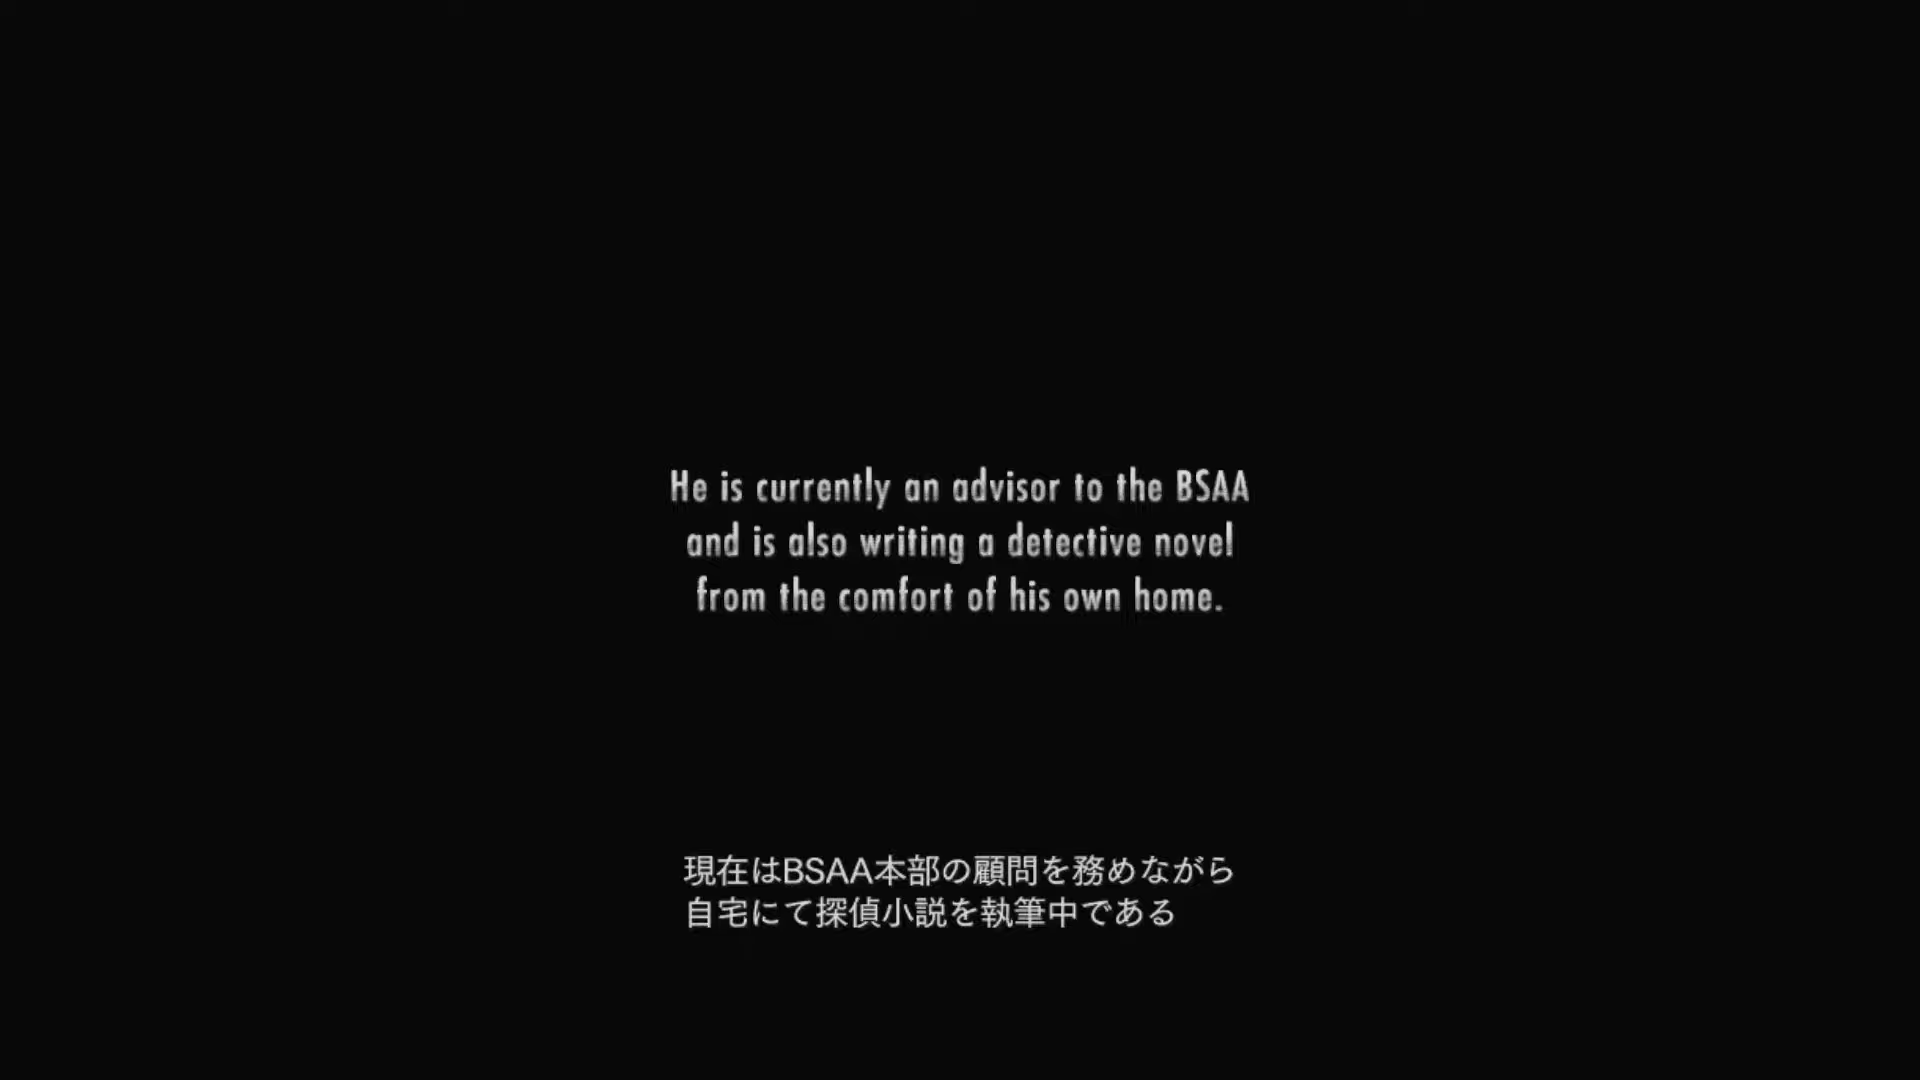 He is currently an advisor to the BSAA
and is also writing a detective novel
from the comfort of his own home.
現在はBSAA本部の顧問を務めながら
自宅にて探偵小説を執筆中である